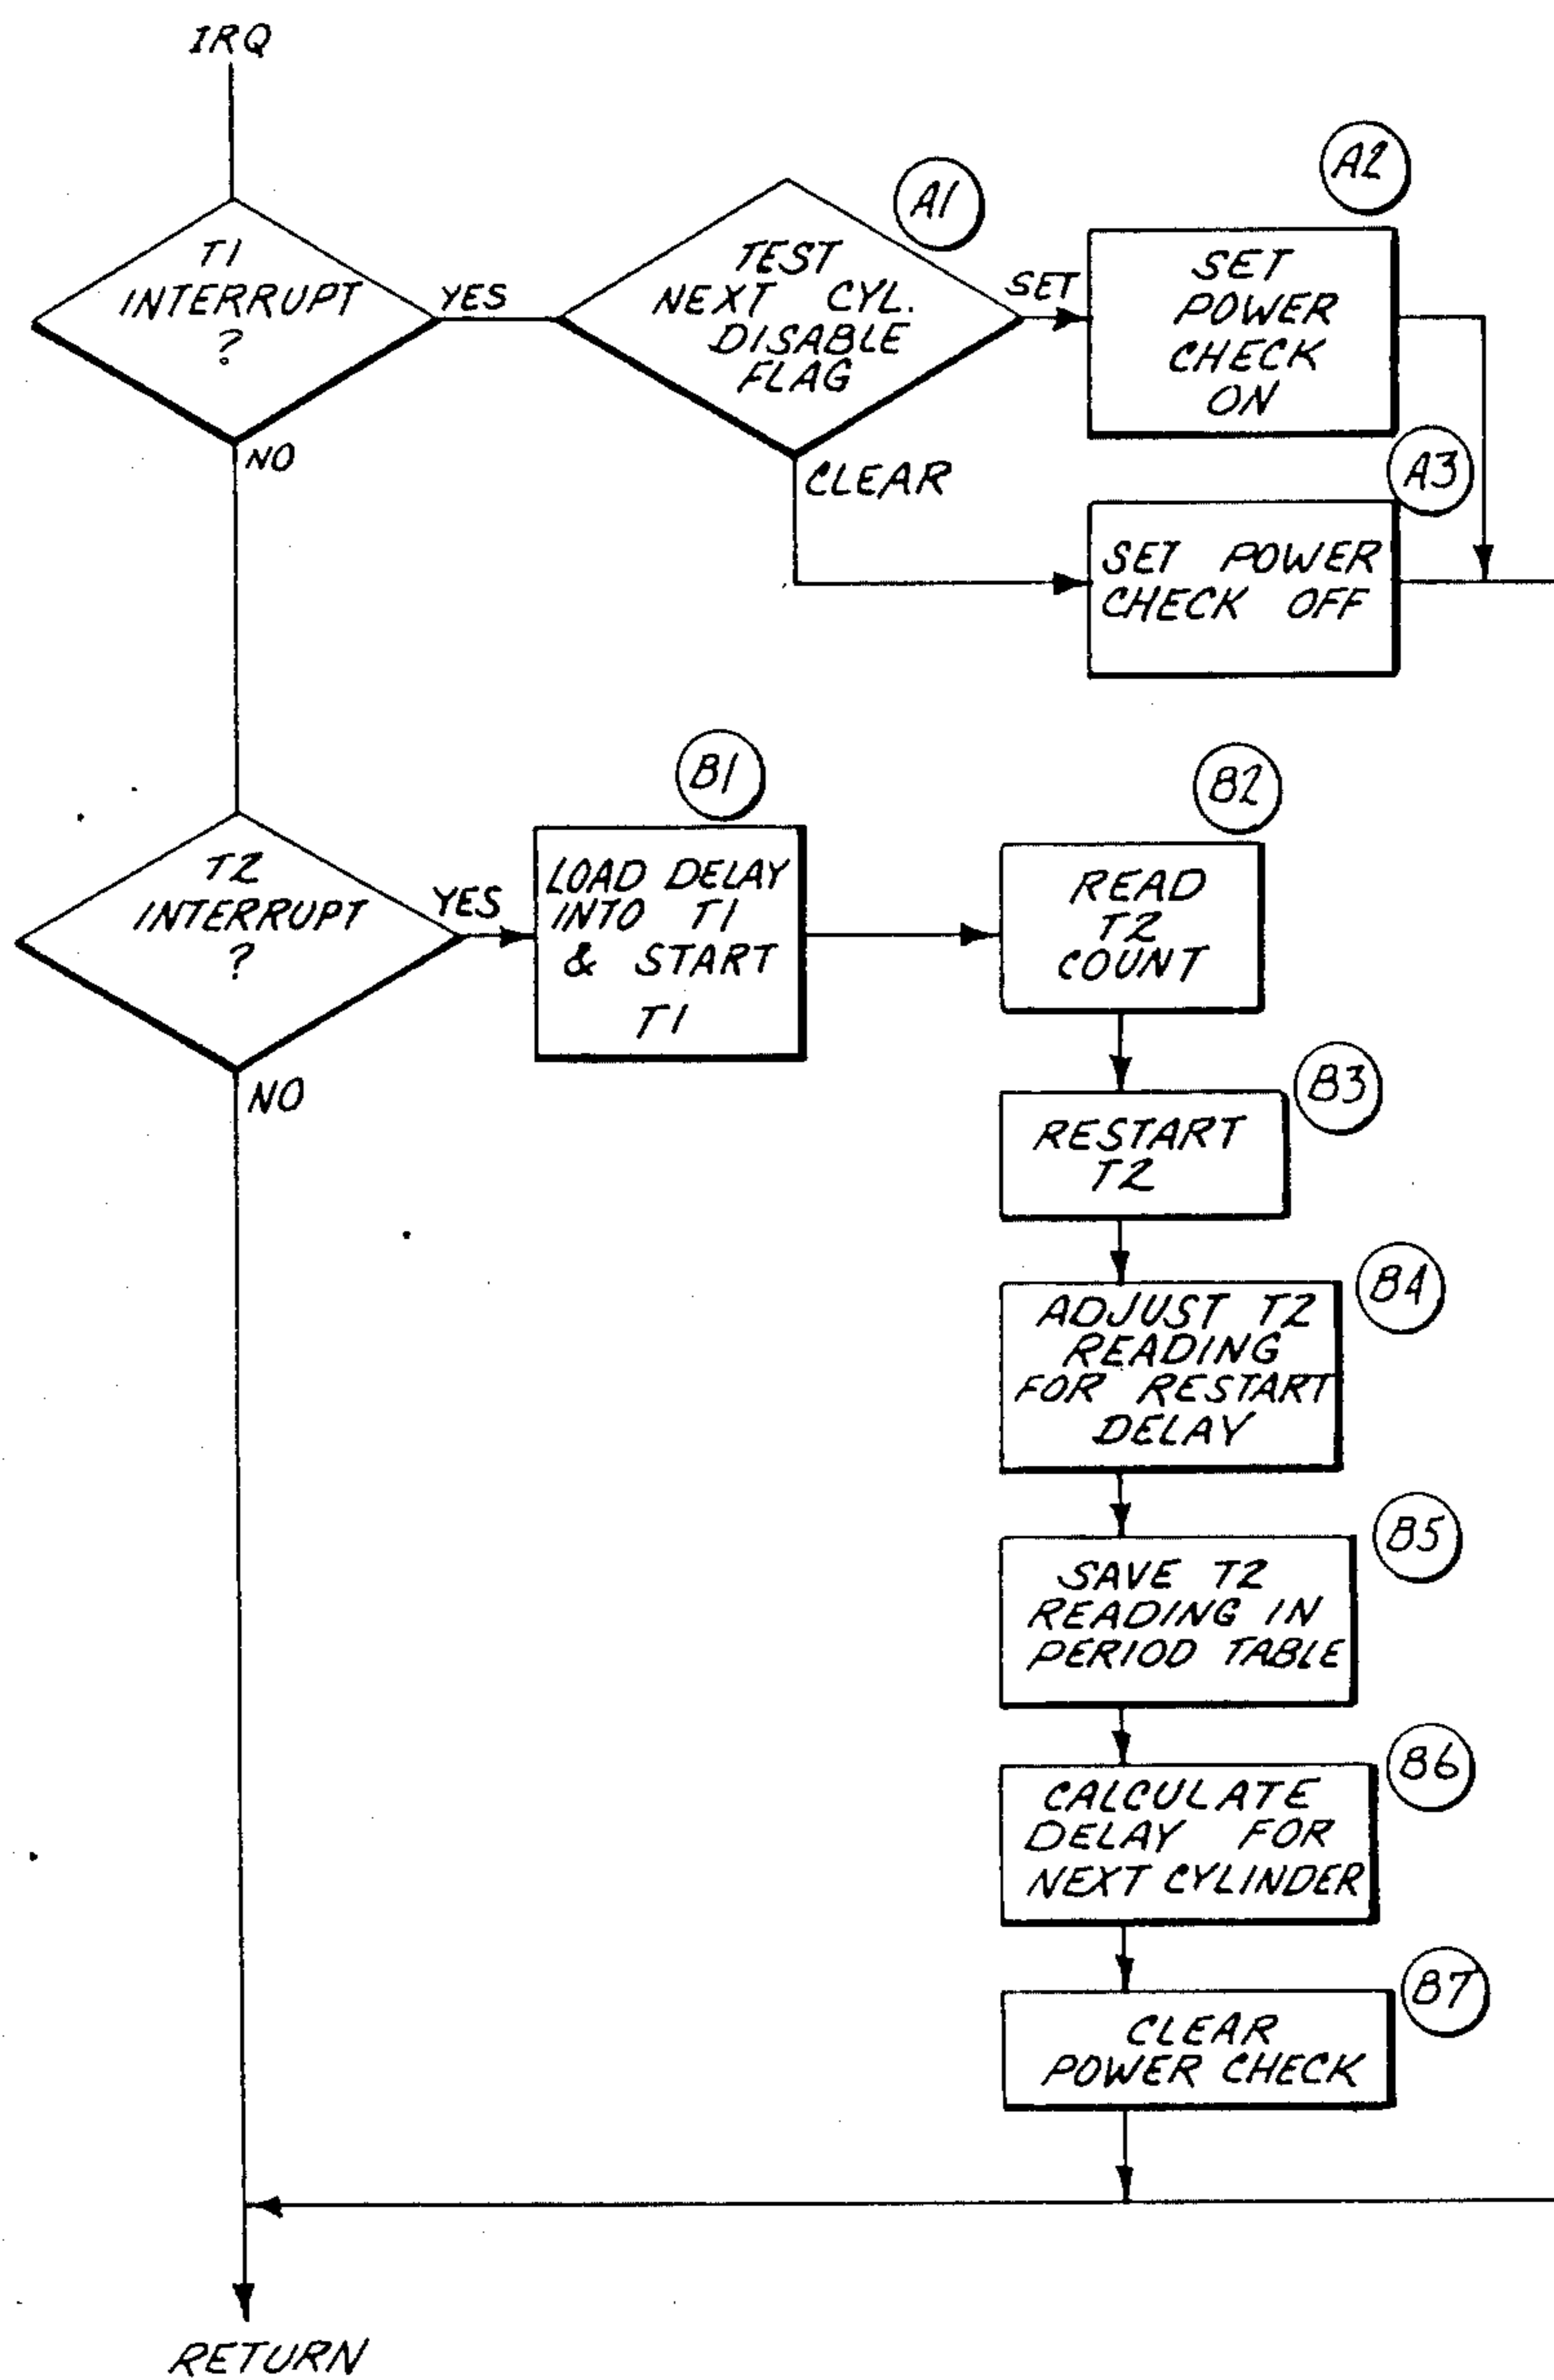 IRQ
T1
INTERRUPT
?
YES
NO
A1
TEST
NEXT CYL.
DISABLE
FLAG
SET
CLEAR
A2
SET
POWER
CHECK
ON
A3
SET POWER
CHECK OFF
T2
INTERRUPT
?
YES
NO
B1
LOAD DELAY
INTO T1
& START
T1
B2
READ
T2
COUNT
B3
RESTART
T2
B4
ADJUST T2
READING
FOR RESTART
DELAY
B5
SAVE T2
READING IN
PERIOD TABLE
B6
CALCULATE
DELAY FOR
NEXT CYLINDER
B7
CLEAR
POWER CHECK
RETURN